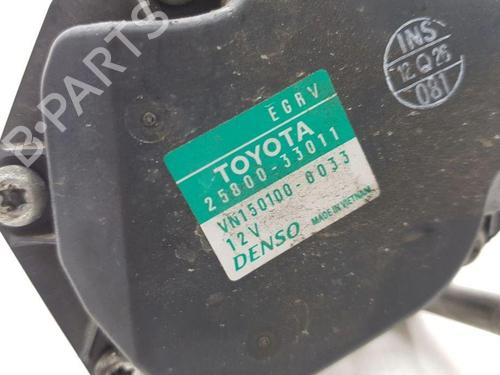 INS
12 Q 26
081
EGRV
TOYOTA
25800-33011
VN150100-0033
12V
DENSO MADE IN VIETNAM
B-PARTS